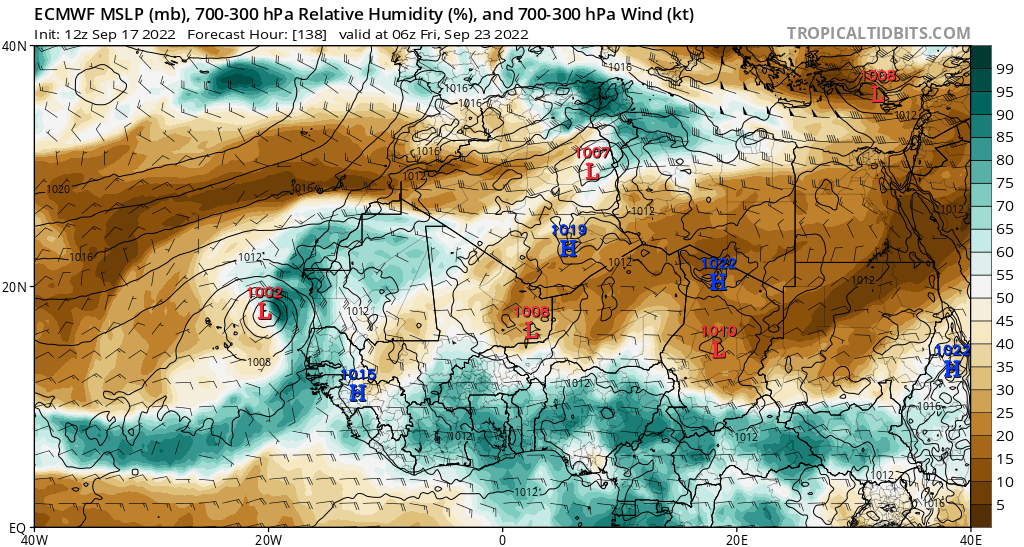 ECMWF MSLP (mb), 700-300 hPa Relative Humidity (%), and 700-300 hPa Wind (kt)
Init: 12z Sep 17 2022 Forecast Hour: [138] valid at 06z Fri, Sep 23 2022
TROPICALTIDBITS.COM
40N
1016
1008
L
99
1016
95
1016
90
1012
85
1016
1007
L
80
1012
75
1020
1016
70
1012
1012
65
1019
H
1016
1012
1012
1022
H
60
1012
55
20N
1002
L
50
1012
1008
L
45
1010
L
40
1008
1023
H
35
1015
H
1012
30
1016
25
1012
1012
20
15
1012
10
1012
1016
5
EQ
40W
20W
0
20E
40E